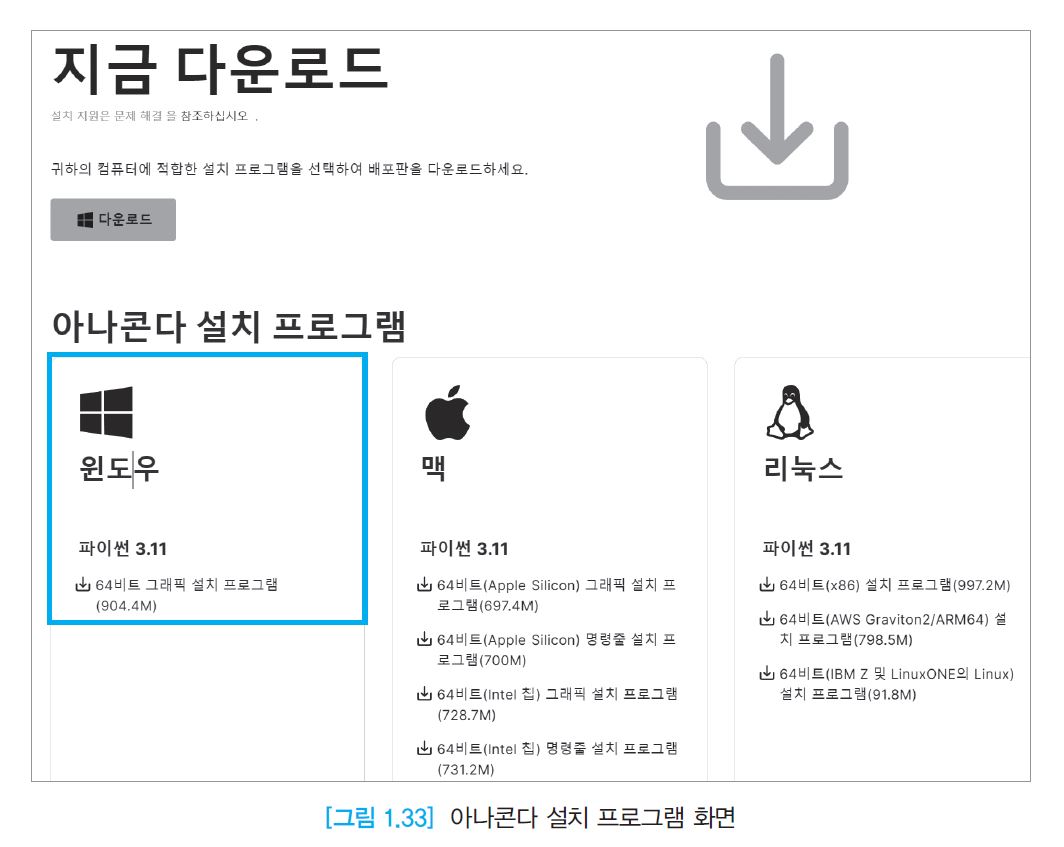 지금 다운로드
설치 지원은 문제 해결 을 참조하십시오 .
귀하의 컴퓨터에 적합한 설치 프로그램을 선택하여 배포판을 다운로드하세요.
다운로드
아나콘다 설치 프로그램
윈도우
파이썬 3.11
64비트 그래픽 설치 프로그램
(904.4M)
맥
파이썬 3.11
64비트(Apple Silicon) 그래픽 설치 프
로그램(697.4M)
64비트(Apple Silicon) 명령줄 설치 프
로그램(700M)
64비트(Intel 칩) 그래픽 설치 프로그램
(728.7M)
64비트(Intel 칩) 명령줄 설치 프로그램
(731.2M)
리눅스
파이썬 3.11
64비트(x86) 설치 프로그램(997.2M)
64비트(AWS Graviton2/ARM64) 설
치 프로그램(798.5M)
64비트(IBM Z 및 LinuxONE의 Linux)
설치 프로그램(91.8M)
[그림 1.33] 아나콘다 설치 프로그램 화면